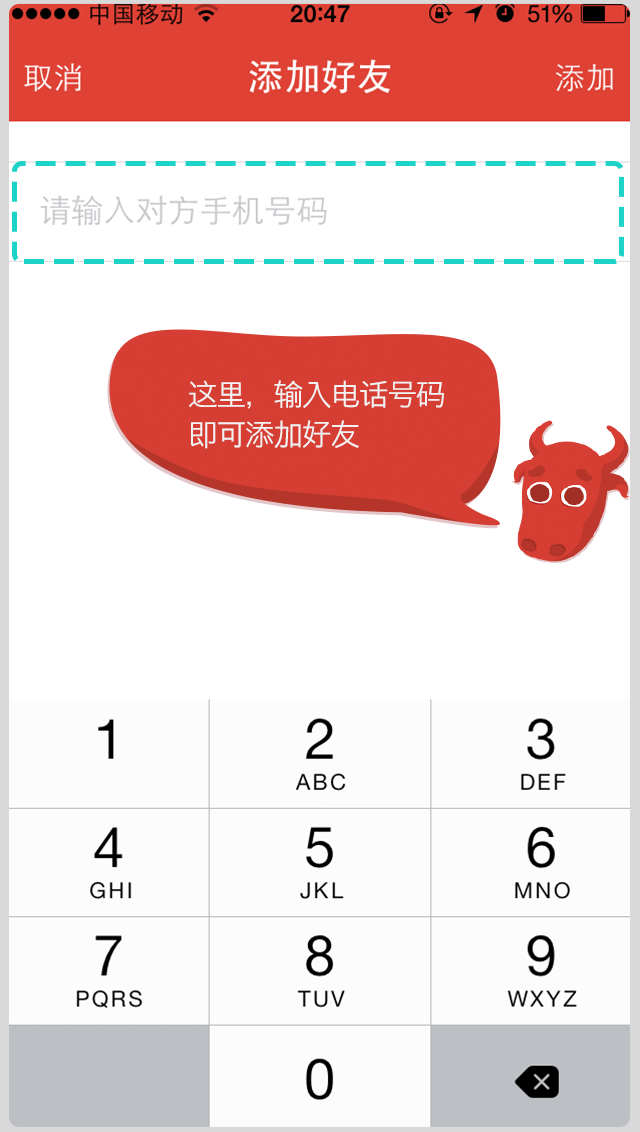 中国移动 20:47 51%
取消 添加好友 添加
请输入对方手机号码
这里，输入电话号码
即可添加好友
1 2 3
ABC DEF
4 5 6
GHI JKL MNO
7 8 9
PQRS TUV WXYZ
0